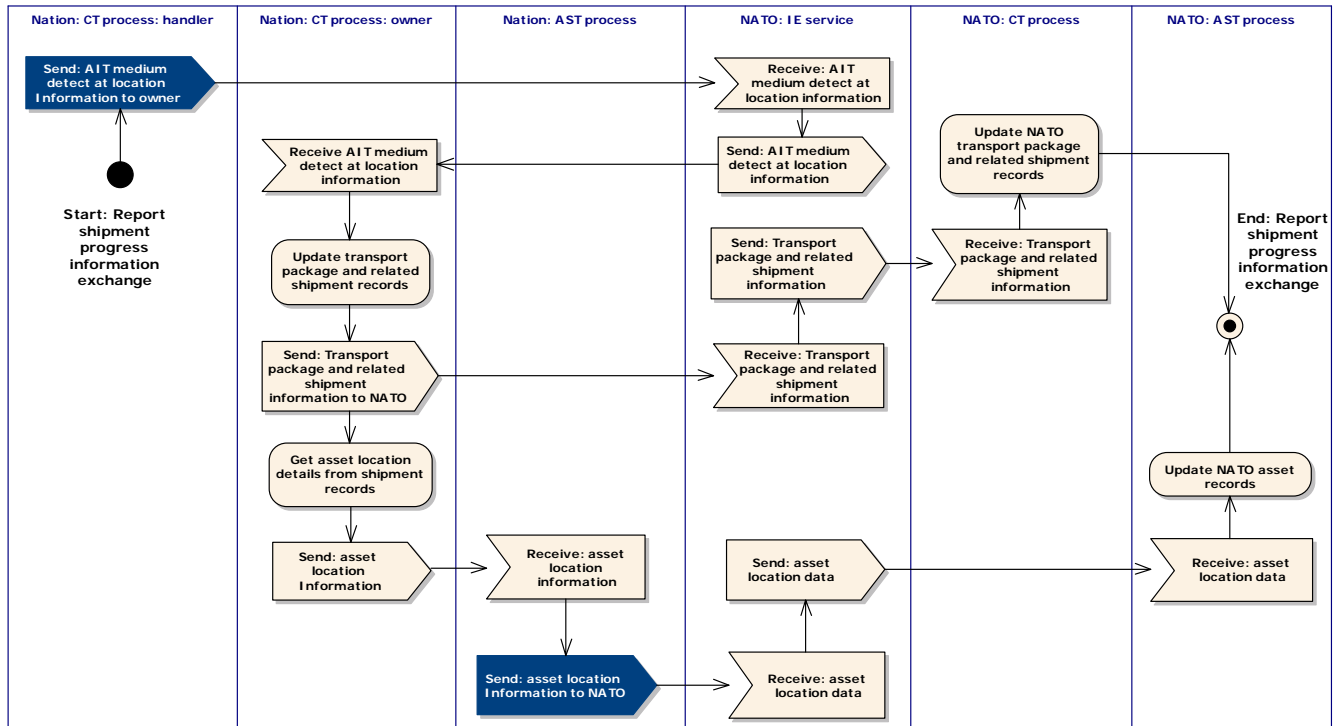 Nation: CT process: handler
Nation: CT process: owner
Nation: AST process
NATO: IE service
NATO: CT process
NATO: AST process
Send: AIT medium
detect at location
Information to owner
Start: Report
shipment
progress
information
exchange
Receive AIT medium
detect at location
information
Update transport
package and related
shipment records
Send: Transport
package and related
shipment
information to NATO
Get asset location
details from shipment
records
Send: asset
location
Information
Receive: asset
location
information
Send: asset location
Information to NATO
Receive: AIT
medium detect at
location information
Send: AIT medium
detect at location
information
Send: Transport
package and related
shipment
information
Receive: Transport
package and related
shipment
information
Send: asset
location data
Receive: asset
location data
Update NATO
transport package
and related shipment
records
Receive: Transport
package and related
shipment
information
End: Report
shipment
progress
information
exchange
Update NATO asset
records
Receive: asset
location data